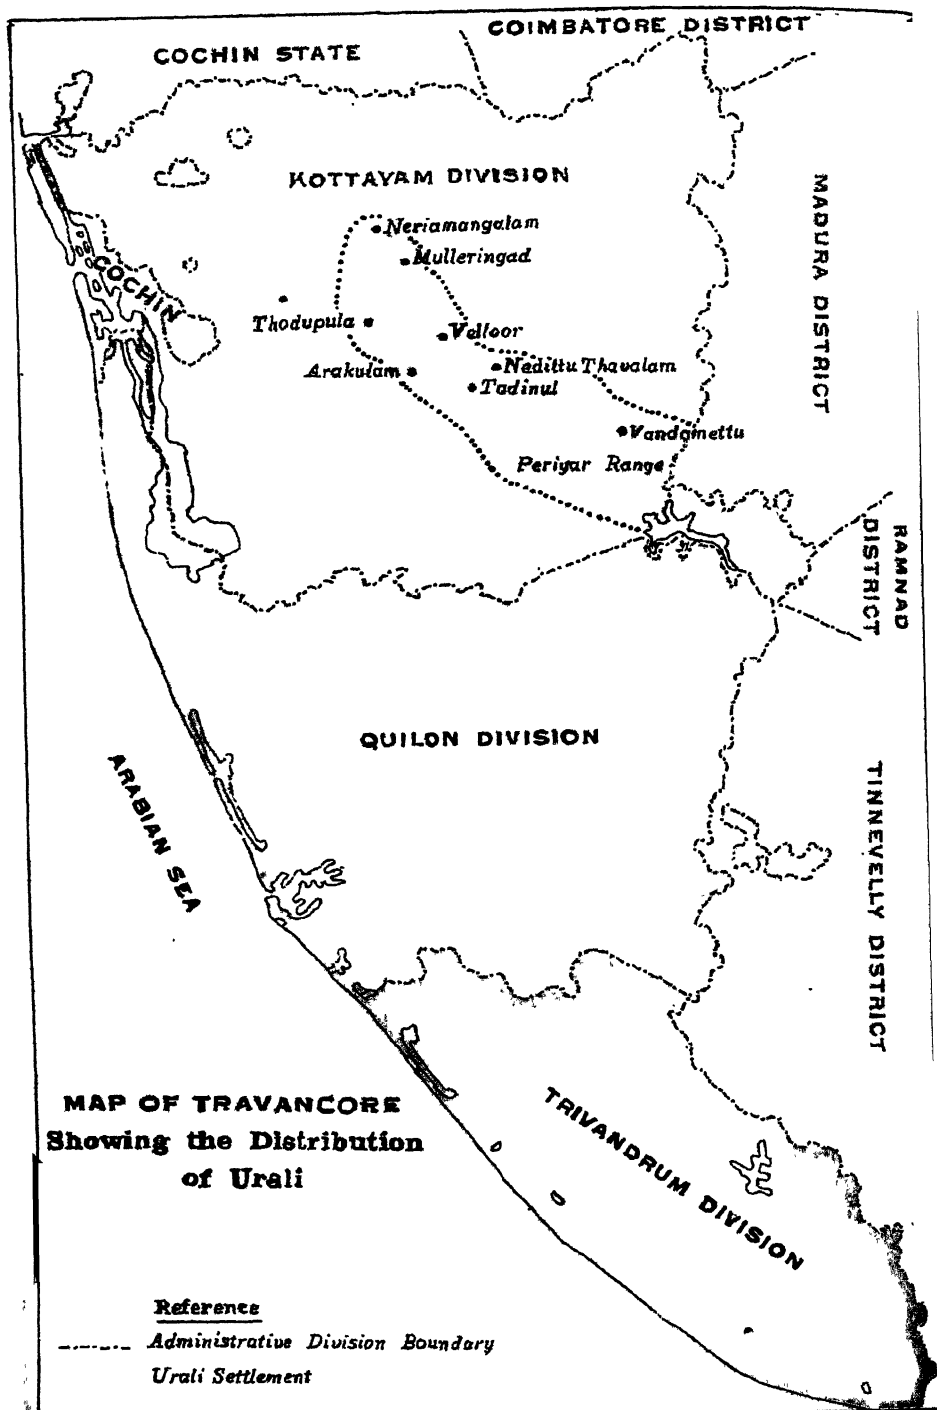 COIMBATORE DISTRICT
COCHIN STATE
KOTTAYAM DIVISION
MADURA DISTRICT
Neriamangalam
Mulleringad
COCHIN
Thodupula
Velloor
Arakulam
Nedittu Thavalam
Tadinul
Vandamettu
Periyar Range
RAMNAD
DISTRICT
QUILON DIVISION
ARABIAN SEA
TINNEVELLY DISTRICT
MAP OF TRAVANCORE
Showing the Distribution
of Urali
TRIVANDRUM DIVISION
Reference
Administrative Division Boundary
Urali Settlement